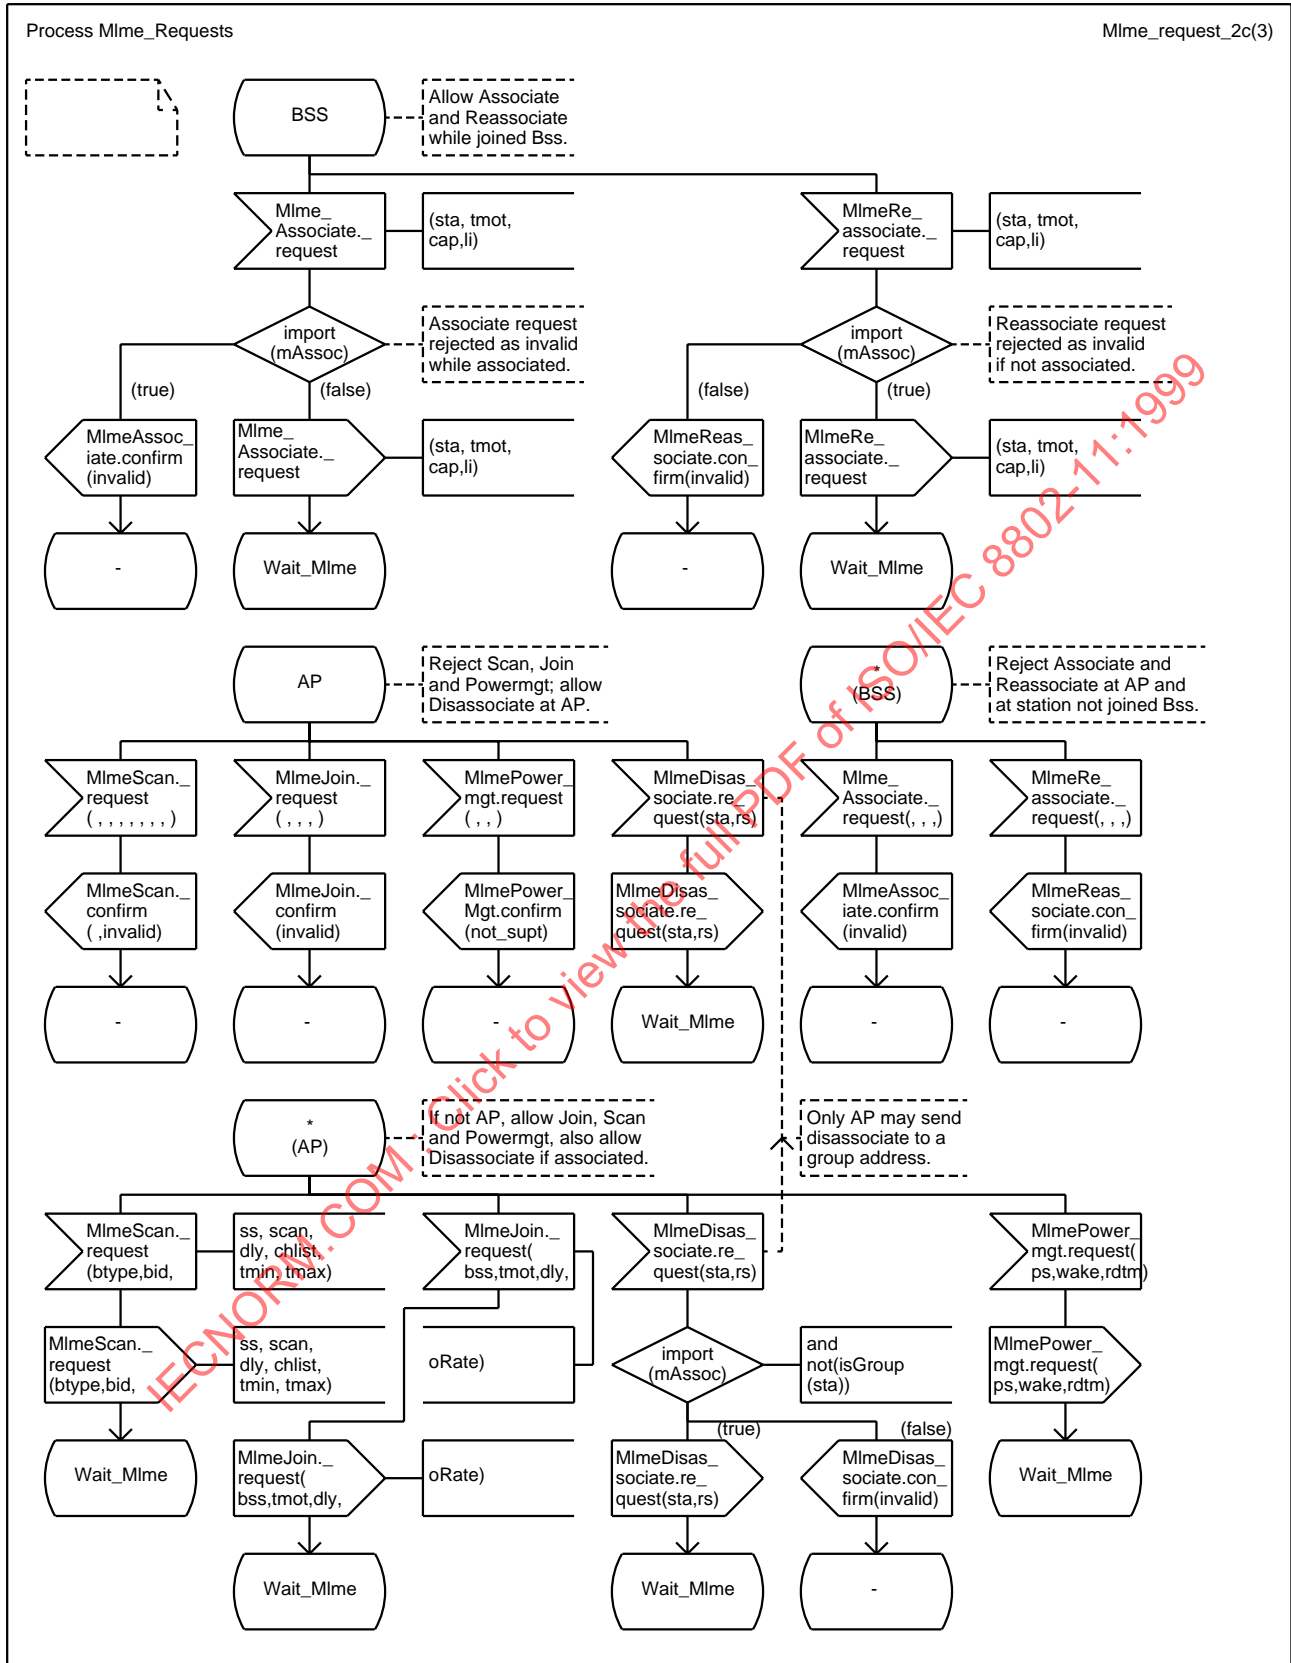 Process Mlme_Requests
Mlme_request_2c(3)
BSS
Allow Associate
and Reassociate
while joined Bss.
Mlme_
Associate._
request
(sta, tmot,
cap,li)
MlmeRe_
associate._
request
(sta, tmot,
cap,li)
import
(mAssoc)
Associate request
rejected as invalid
while associated.
import
(mAssoc)
Reassociate request
rejected as invalid
if not associated.
(true)
(false)
(false)
(true)
MlmeAssoc_
iate.confirm
(invalid)
Mlme_
Associate._
request
(sta, tmot,
cap,li)
MlmeReas_
sociate.con_
firm(invalid)
MlmeRe_
associate._
request
(sta, tmot,
cap,li)
-
Wait_Mlme
-
Wait_Mlme
AP
Reject Scan, Join
and Powermgt; allow
Disassociate at AP.
*
(BSS)
Reject Associate and
Reassociate at AP and
at station not joined Bss.
MlmeScan._
request
( , , , , , , , )
MlmeJoin._
request
( , , , )
MlmePower_
mgt.request
( , , )
MlmeDisas_
sociate.re_
quest(sta,rs)
Mlme_
Associate._
request(, , ,)
MlmeRe_
associate._
request(, , ,)
MlmeScan._
confirm
( ,invalid)
MlmeJoin._
confirm
(invalid)
MlmePower_
Mgt.confirm
(not_supt)
MlmeDisas_
sociate.re_
quest(sta,rs)
MlmeAssoc_
iate.confirm
(invalid)
MlmeReas_
sociate.con_
firm(invalid)
-
-
-
Wait_Mlme
-
-
*
(AP)
If not AP, allow Join, Scan
and Powermgt, also allow
Disassociate if associated.
Only AP may send
disassociate to a
group address.
MlmeScan._
request
(btype,bid,
ss, scan,
dly, chlist,
tmin, tmax)
MlmeJoin._
request(
bss,tmot,dly,
MlmeDisas_
sociate.re_
quest(sta,rs)
MlmePower_
mgt.request(
ps,wake,rdtm)
MlmeScan._
request
(btype,bid,
ss, scan,
dly, chlist,
tmin, tmax)
oRate)
import
(mAssoc)
and
not(isGroup
(sta))
MlmePower_
mgt.request(
ps,wake,rdtm)
(true)
(false)
Wait_Mlme
MlmeJoin._
request(
bss,tmot,dly,
oRate)
MlmeDisas_
sociate.re_
quest(sta,rs)
MlmeDisas_
sociate.con_
firm(invalid)
Wait_Mlme
Wait_Mlme
Wait_Mlme
-
IECNORM.COM : Click to view the full PDF of ISO/IEC 8802-11:1999